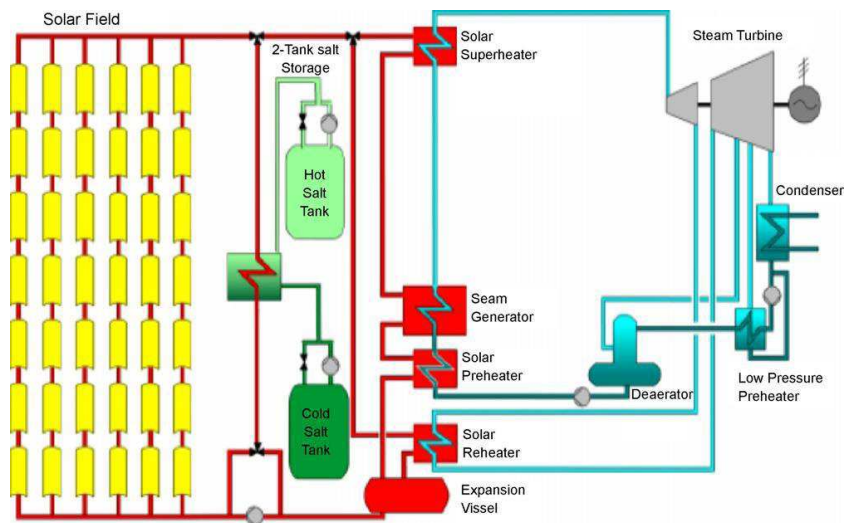 Solar Field
2-Tank salt
Storage
Hot
Salt
Tank
Cold
Salt
Tank
Solar
Superheater
Seam
Generator
Solar
Preheater
Solar
Reheater
Expansion
Vissel
Steam Turbine
Condenser
Deaerator
Low Pressure
Preheater